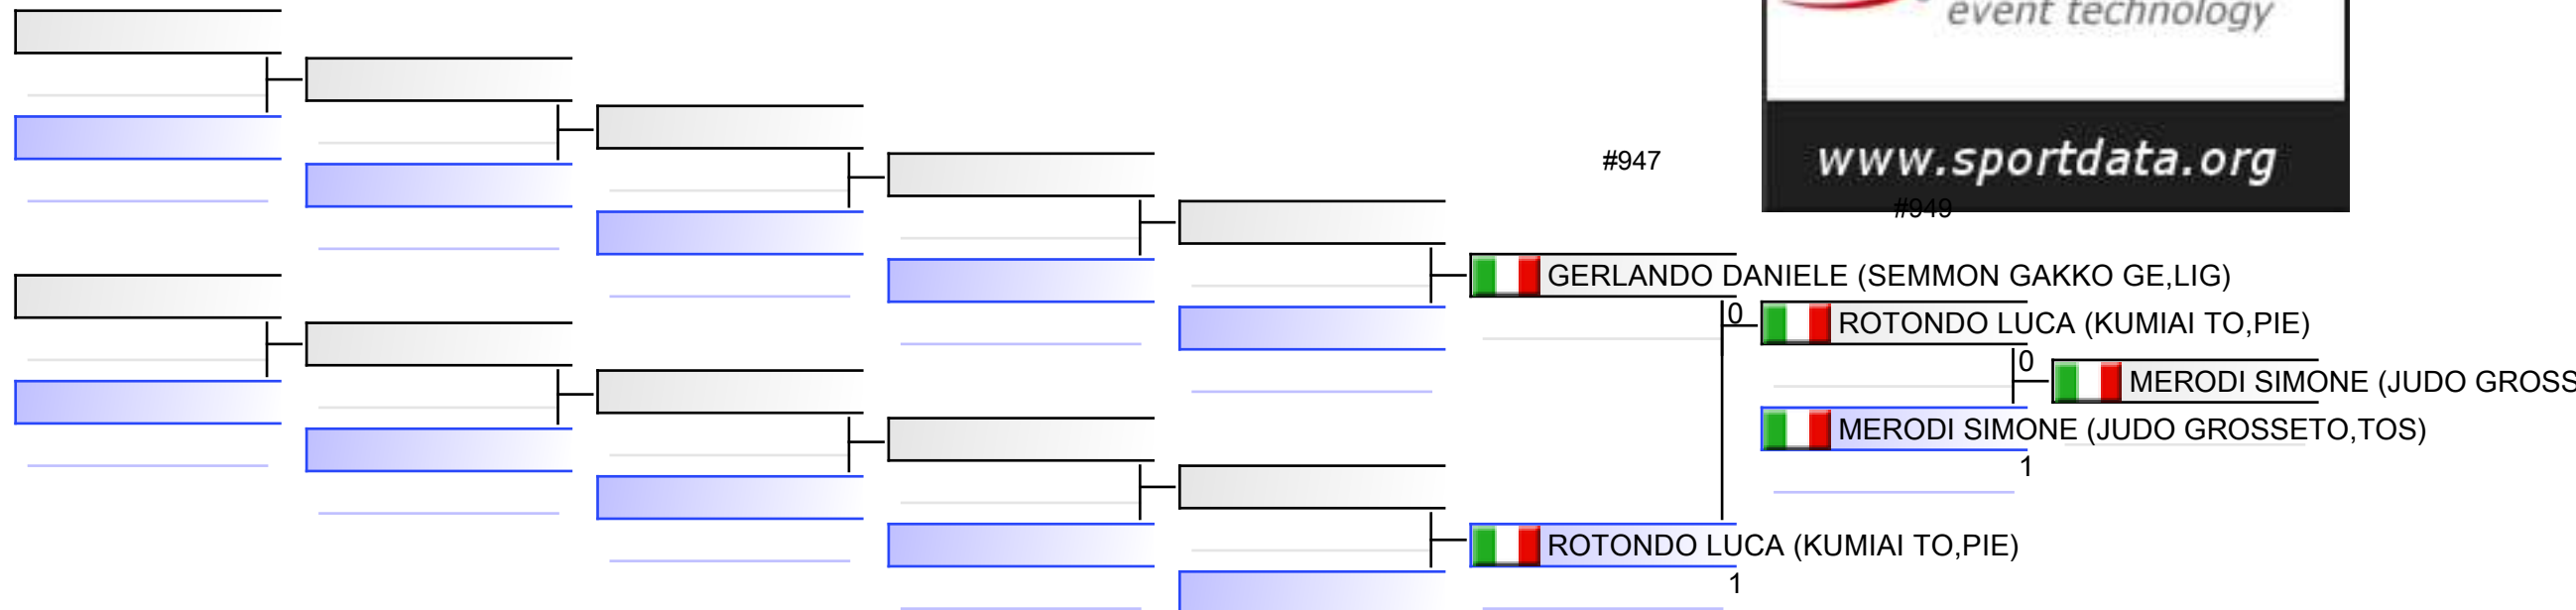 event technology
#947
www.sportdata.org
#949
GERLANDO DANIELE (SEMMON GAKKO GE,LIG)
0
ROTONDO LUCA (KUMIAI TO,PIE)
0
MERODI SIMONE (JUDO GROSS
MERODI SIMONE (JUDO GROSSETO,TOS)
1
ROTONDO LUCA (KUMIAI TO,PIE)
1